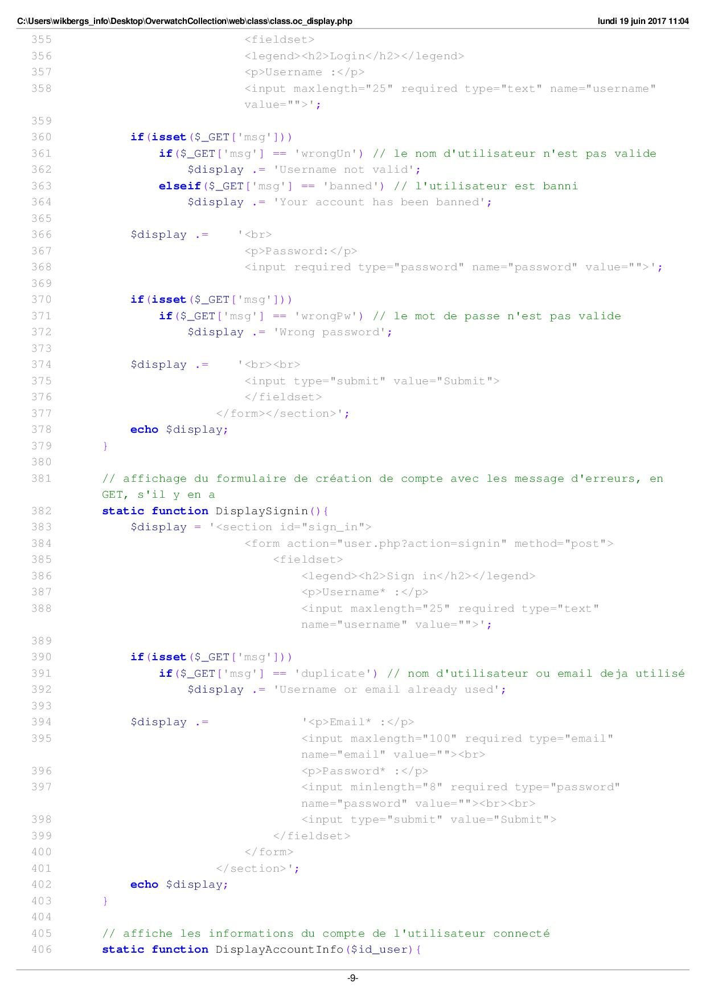 C:\Users\wikbergs_info\Desktop\OverwatchCollection\web\class\class.oc_display.php lundi 19 juin 2017 11:04
355 <fieldset>
356 <legend><h2>Login</h2></legend>
357 <p>Username :</p>
358 <input maxlength="25" required type="text" name="username"
value="">';
359
360 if(isset($_GET['msg']))
361 if($_GET['msg'] == 'wrongUn') // le nom d'utilisateur n'est pas valide
362 $display .= 'Username not valid';
363 elseif($_GET['msg'] == 'banned') // l'utilisateur est banni
364 $display .= 'Your account has been banned';
365
366 $display .= '<br>
367 <p>Password:</p>
368 <input required type="password" name="password" value="">';
369
370 if(isset($_GET['msg']))
371 if($_GET['msg'] == 'wrongPw') // le mot de passe n'est pas valide
372 $display .= 'Wrong password';
373
374 $display .= '<br><br>
375 <input type="submit" value="Submit">
376 </fieldset>
377 </form></section>';
378 echo $display;
379 }
380
381 // affichage du formulaire de création de compte avec les message d'erreurs, en
GET, s'il y en a
382 static function DisplaySignin(){
383 $display = '<section id="sign_in">
384 <form action="user.php?action=signin" method="post">
385 <fieldset>
386 <legend><h2>Sign in</h2></legend>
387 <p>Username* :</p>
388 <input maxlength="25" required type="text"
name="username" value="">';
389
390 if(isset($_GET['msg']))
391 if($_GET['msg'] == 'duplicate') // nom d'utilisateur ou email deja utilisé
392 $display .= 'Username or email already used';
393
394 $display .= '<p>Email* :</p>
395 <input maxlength="100" required type="email"
name="email" value=""><br>
396 <p>Password* :</p>
397 <input minlength="8" required type="password"
name="password" value=""><br><br>
398 <input type="submit" value="Submit">
399 </fieldset>
400 </form>
401 </section>';
402 echo $display;
403 }
404
405 // affiche les informations du compte de l'utilisateur connecté
406 static function DisplayAccountInfo($id_user){
-9-